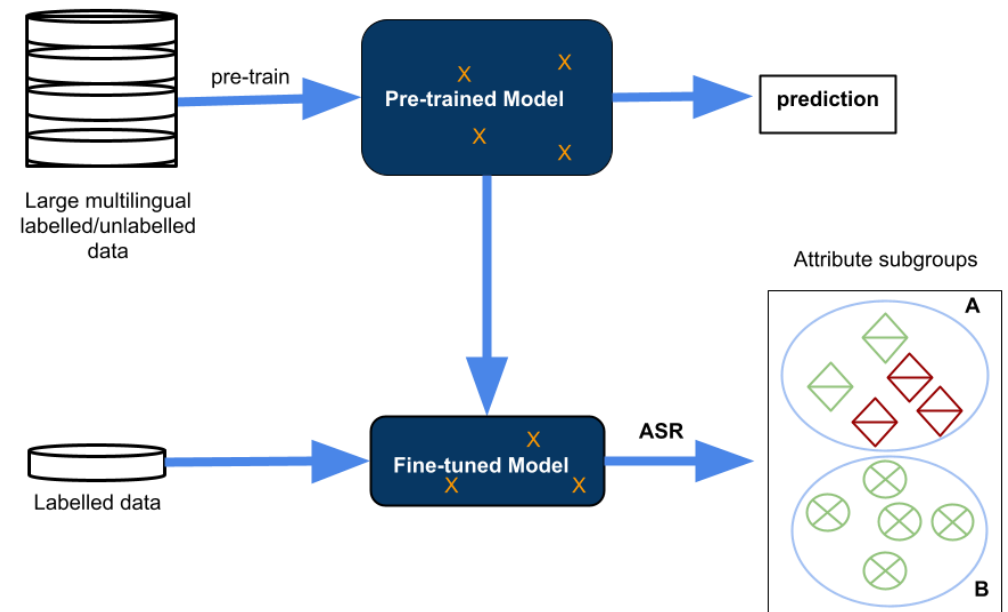 pre-train
X
X
Pre-trained Model
X
X
prediction
Large multilingual
labelled/unlabelled
data
Attribute subgroups
A
ASR
X
Fine-tuned Model
X
X
Labelled data
B